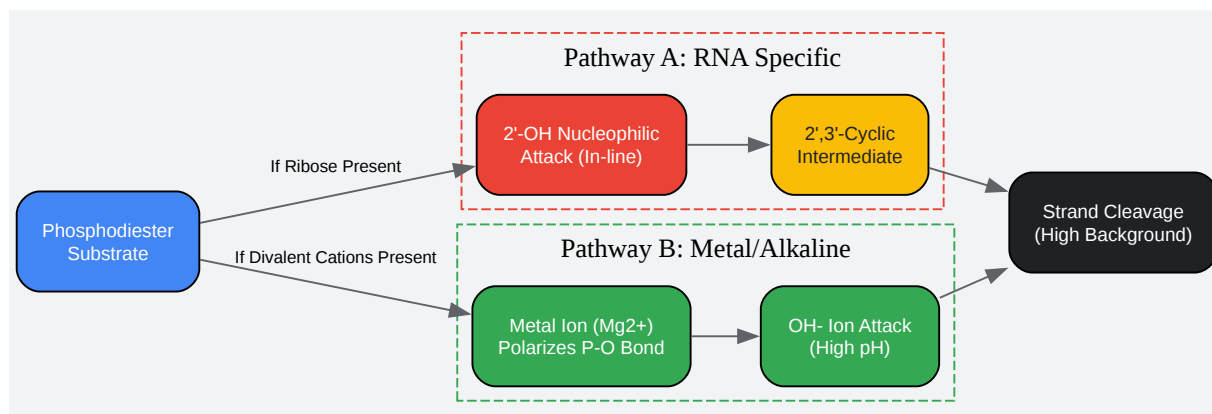 Pathway A: RNA Specific
2'-OH Nucleophilic
Attack (In-line)
2',3'-Cyclic
Intermediate
If Ribose Present
Phosphodiester
Substrate
Strand Cleavage
(High Background)
If Divalent Cations Present
Pathway B: Metal/Alkaline
Metal Ion (Mg2+)
Polarizes P-O Bond
OH- Ion Attack
(High pH)